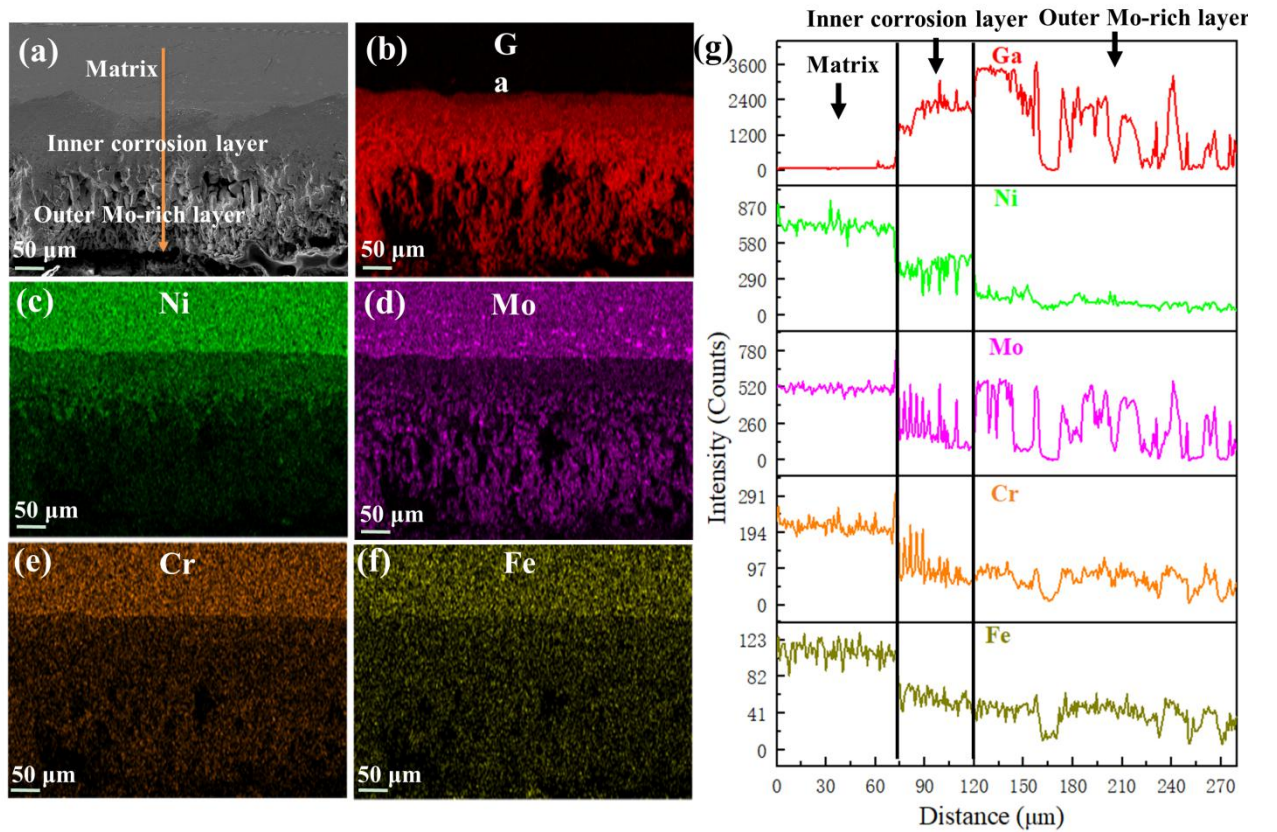 (a)
Matrix
Inner corrosion layer
Outer Mo-rich layer
50 μm
(b)
G
a
50 μm
(c)
Ni
50 μm
(d)
Mo
50 μm
(e)
Cr
50 μm
(f)
Fe
50 μm
(g)
Inner corrosion layer
Outer Mo-rich layer
Matrix
Ga
3600
2400
1200
0
Ni
870
580
290
0
Mo
780
520
260
0
Cr
291
194
97
0
Fe
123
82
41
0
Intensity (Counts)
0 30 60 90 120 150 180 210 240 270
Distance (μm)